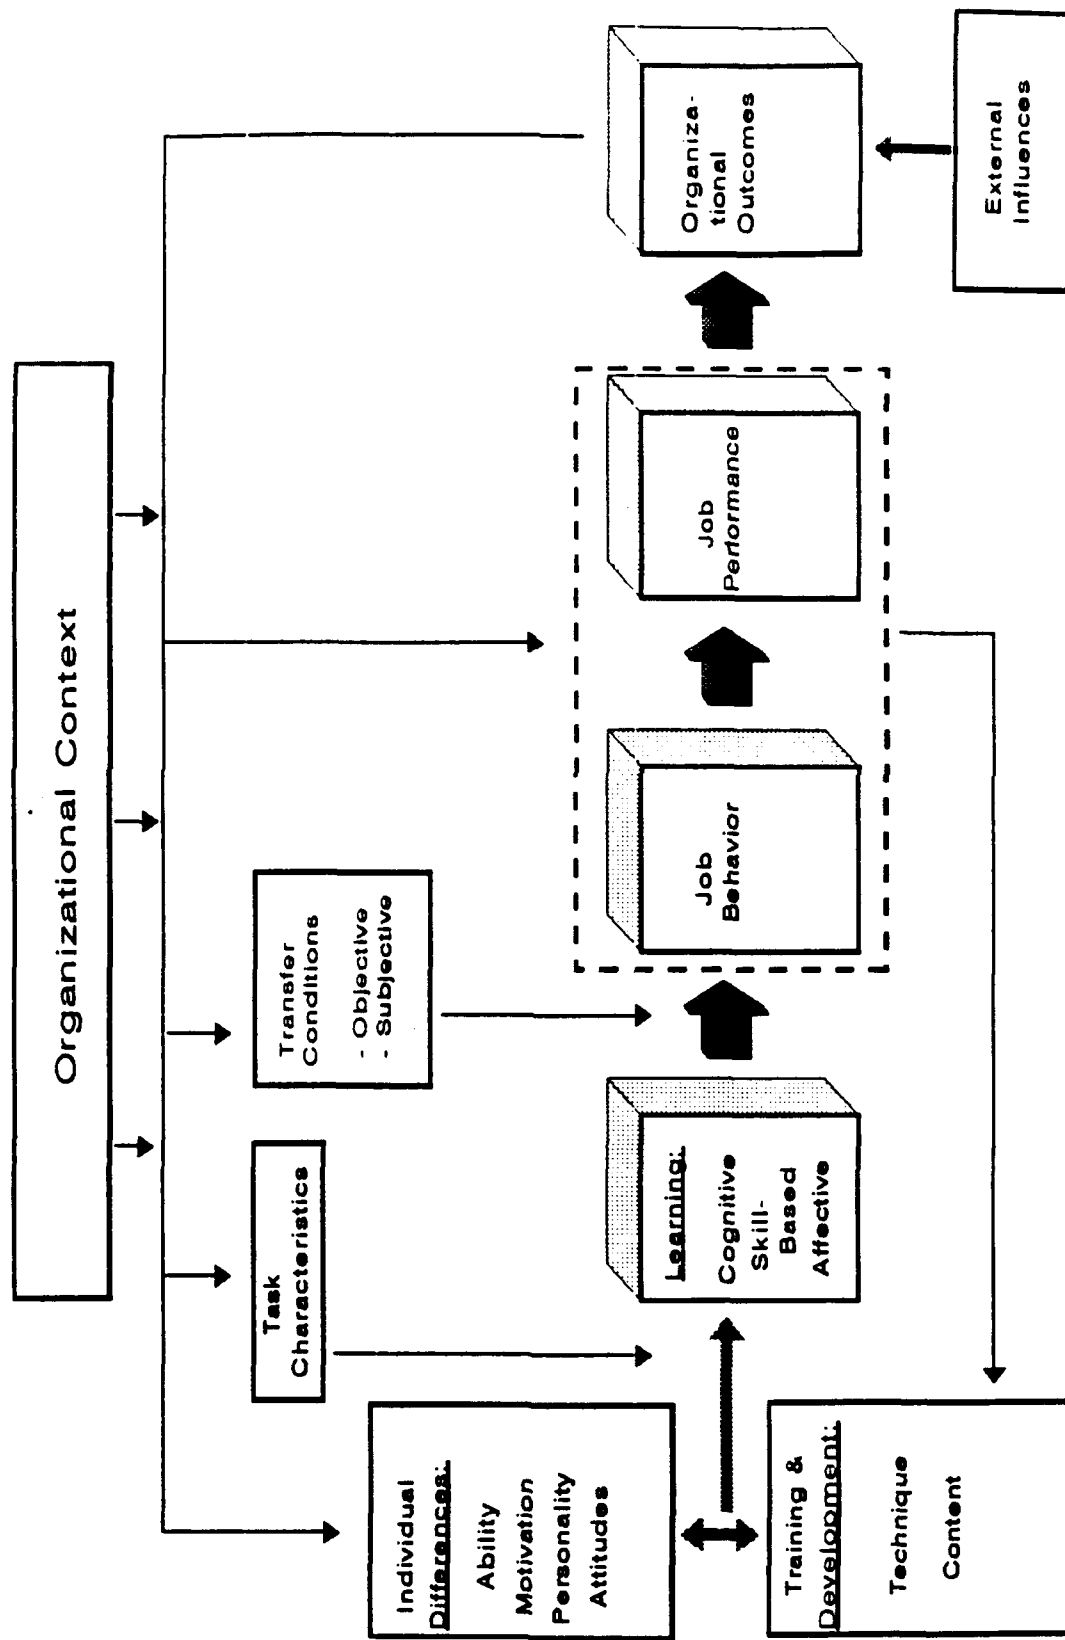 Organizational Context
Task
Characteristics
Transfer
Conditions
- Objective
- Subjective
Individual
Differences:
Ability
Motivation
Personality
Attitudes
Training &
Development:
Technique
Content
Learning:
Cognitive
Skill-
Based
Affective
Job
Behavior
Job
Performance
Organiza-
tional
Outcomes
External
Influences